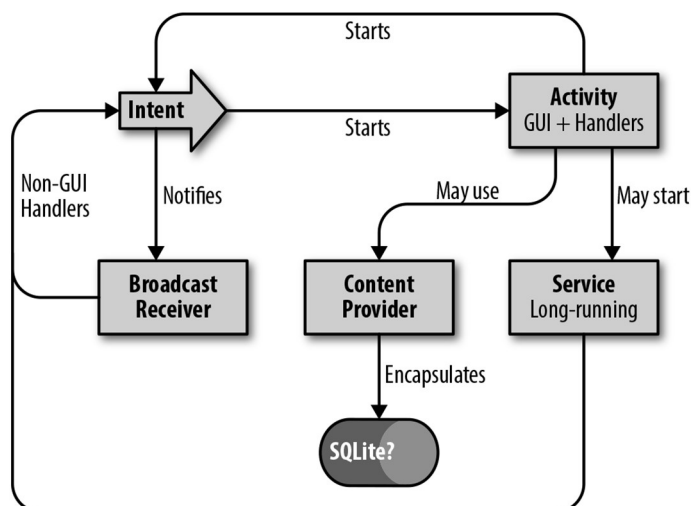 Starts
Intent
Starts
Activity
GUI + Handlers
Non-GUI
Handlers
Notifies
May use
May start
Broadcast
Receiver
Content
Provider
Service
Long-running
Encapsulates
SQLite?